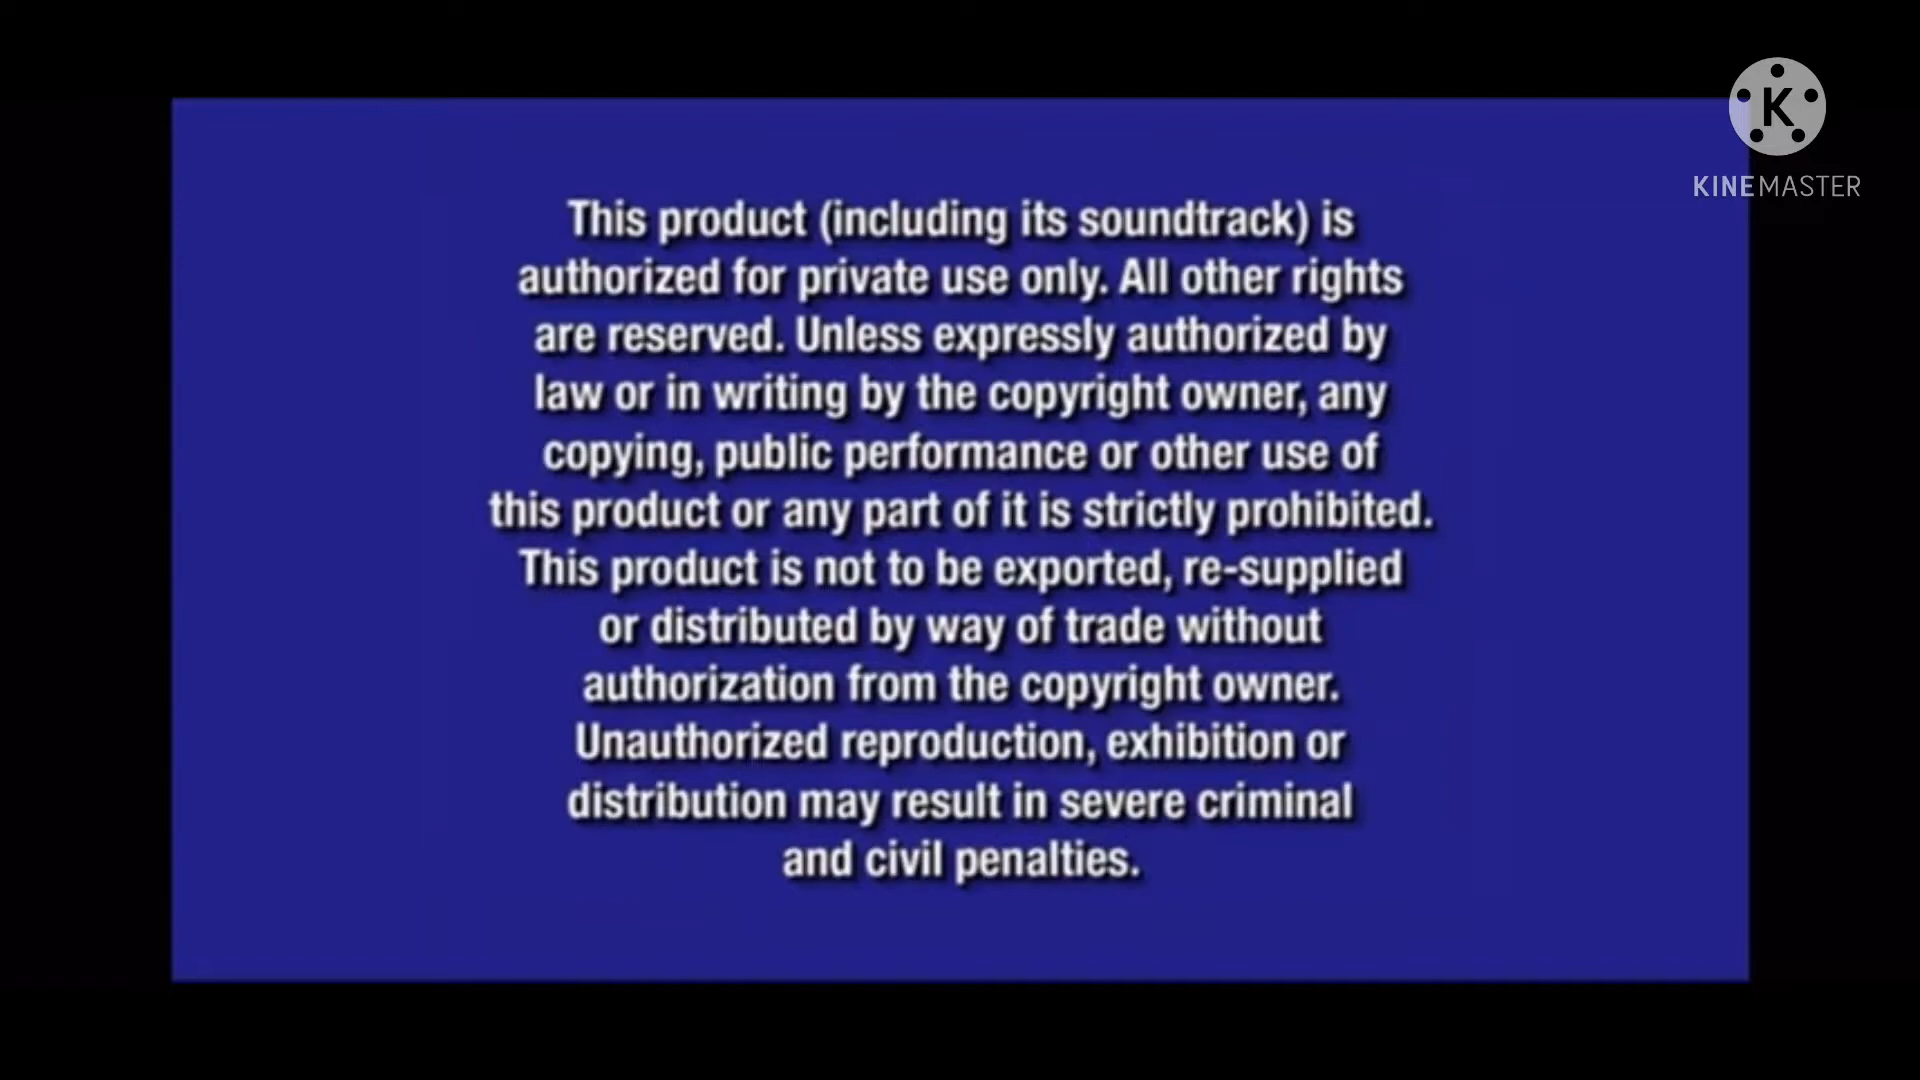 K
KINEMASTER
This product (including its soundtrack) is
authorized for private use only. All other rights
are reserved. Unless expressly authorized by
law or in writing by the copyright owner, any
copying, public performance or other use of
this product or any part of it is strictly prohibited.
This product is not to be exported, re-supplied
or distributed by way of trade without
authorization from the copyright owner.
Unauthorized reproduction, exhibition or
distribution may result in severe criminal
and civil penalties.